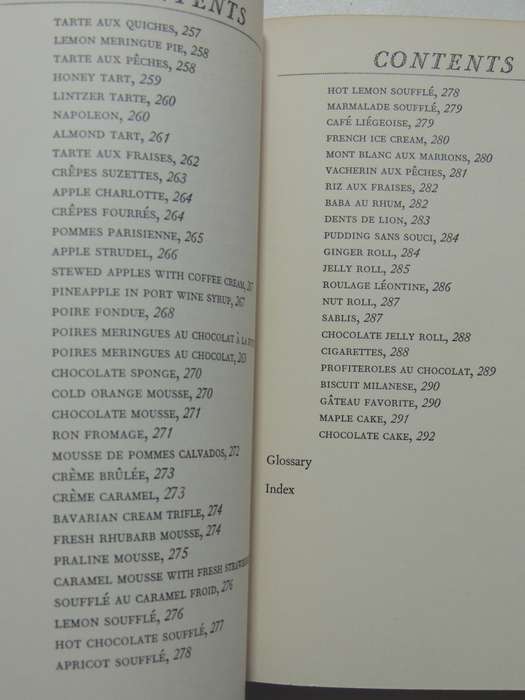 CONTENTS
TARTE AUX QUICHES, 257
LEMON MERINGUE PIE, 258
TARTE AUX PÊCHES, 258
HONEY TART, 259
LINTZER TARTE, 260
NAPOLEON, 260
ALMOND TART, 261
TARTE AUX FRAISES, 262
CRÊPES SUZETTES, 263
APPLE CHARLOTTE, 264
CRÊPES FOURRÉS, 264
POMMES PARISIENNE, 265
APPLE STRUDEL, 266
STEWED APPLES WITH COFFEE CREAM,
PINEAPPLE IN PORT WINE SYRUP, 267
POIRE FONDUE, 268
POIRES MERINGUES AU CHOCOLAT À LA
POIRES MERINGUES AU CHOCOLAT,
CHOCOLATE SPONGE, 270
COLD ORANGE MOUSSE, 270
CHOCOLATE MOUSSE, 271
RON FROMAGE, 271
MOUSSE DE POMMES CALVADOS, 272
CRÈME BRÛLÉE, 273
CRÈME CARAMEL, 273
BAVARIAN CREAM TRIFLE, 274
FRESH RHUBARB MOUSSE, 274
PRALINE MOUSSE, 275
CARAMEL MOUSSE WITH FRESH
SOUFFLÉ AU CARAMEL FROID, 276
LEMON SOUFFLÉ, 276
HOT CHOCOLATE SOUFFLÉ, 277
APRICOT SOUFFLÉ, 278
CONTENTS
HOT LEMON SOUFFLÉ, 278
MARMALADE SOUFFLÉ, 279
CAFÉ LIÉGEOISE, 279
FRENCH ICE CREAM, 280
MONT BLANC AUX MARRONS, 280
VACHERIN AUX PÊCHES, 281
RIZ AUX FRAISES, 282
BABA AU RHUM, 282
DENTS DE LION, 283
PUDDING SANS SOUCI, 284
GINGER ROLL, 284
JELLY ROLL, 285
ROULAGE LÉONTINE, 286
NUT ROLL, 287
SABLIS, 287
CHOCOLATE JELLY ROLL, 288
CIGARETTES, 288
PROFITEROLES AU CHOCOLAT, 289
BISCUIT MILANESE, 290
GÂTEAU FAVORITE, 290
MAPLE CAKE, 291
CHOCOLATE CAKE, 292
Glossary
Index